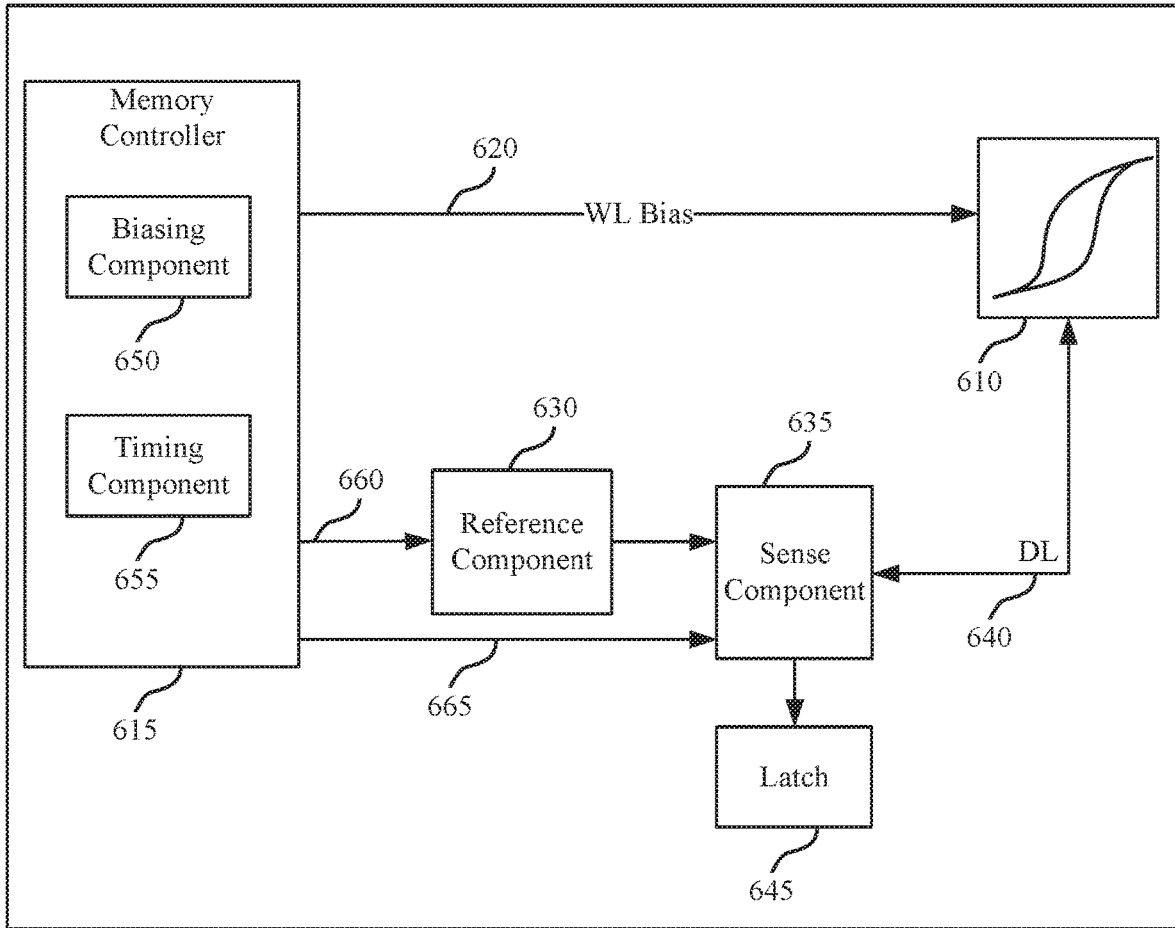 Memory
Controller
620
WL Bias
Biasing
Component
650
610
630
635
Timing
Component
660
Reference
Component
Sense
Component
DL
655
640
665
615
Latch
645